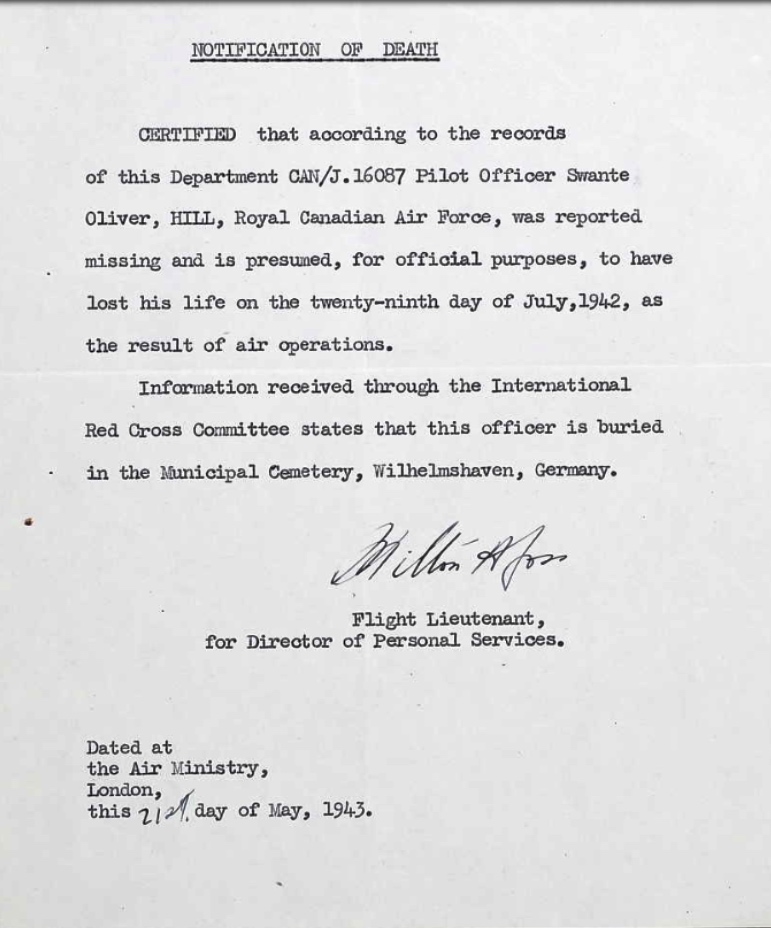 NOTIFICATION OF DEATH
CERTIFIED that according to the records
of this Department CAN/J.16087 Pilot Officer Swante
Oliver, HILL, Royal Canadian Air Force, was reported
missing and is presumed, for official purposes, to have
lost his life on the twenty-ninth day of July,1942, as
the result of air operations.
Information received through the International
Red Cross Committee states that this officer is buried
in the Municipal Cemetery, Wilhelmshaven, Germany.
Milton A
Flight Lieutenant,
for Director of Personal Services.
Dated at
the Air Ministry,
London,
this 21st. day of May, 1943.